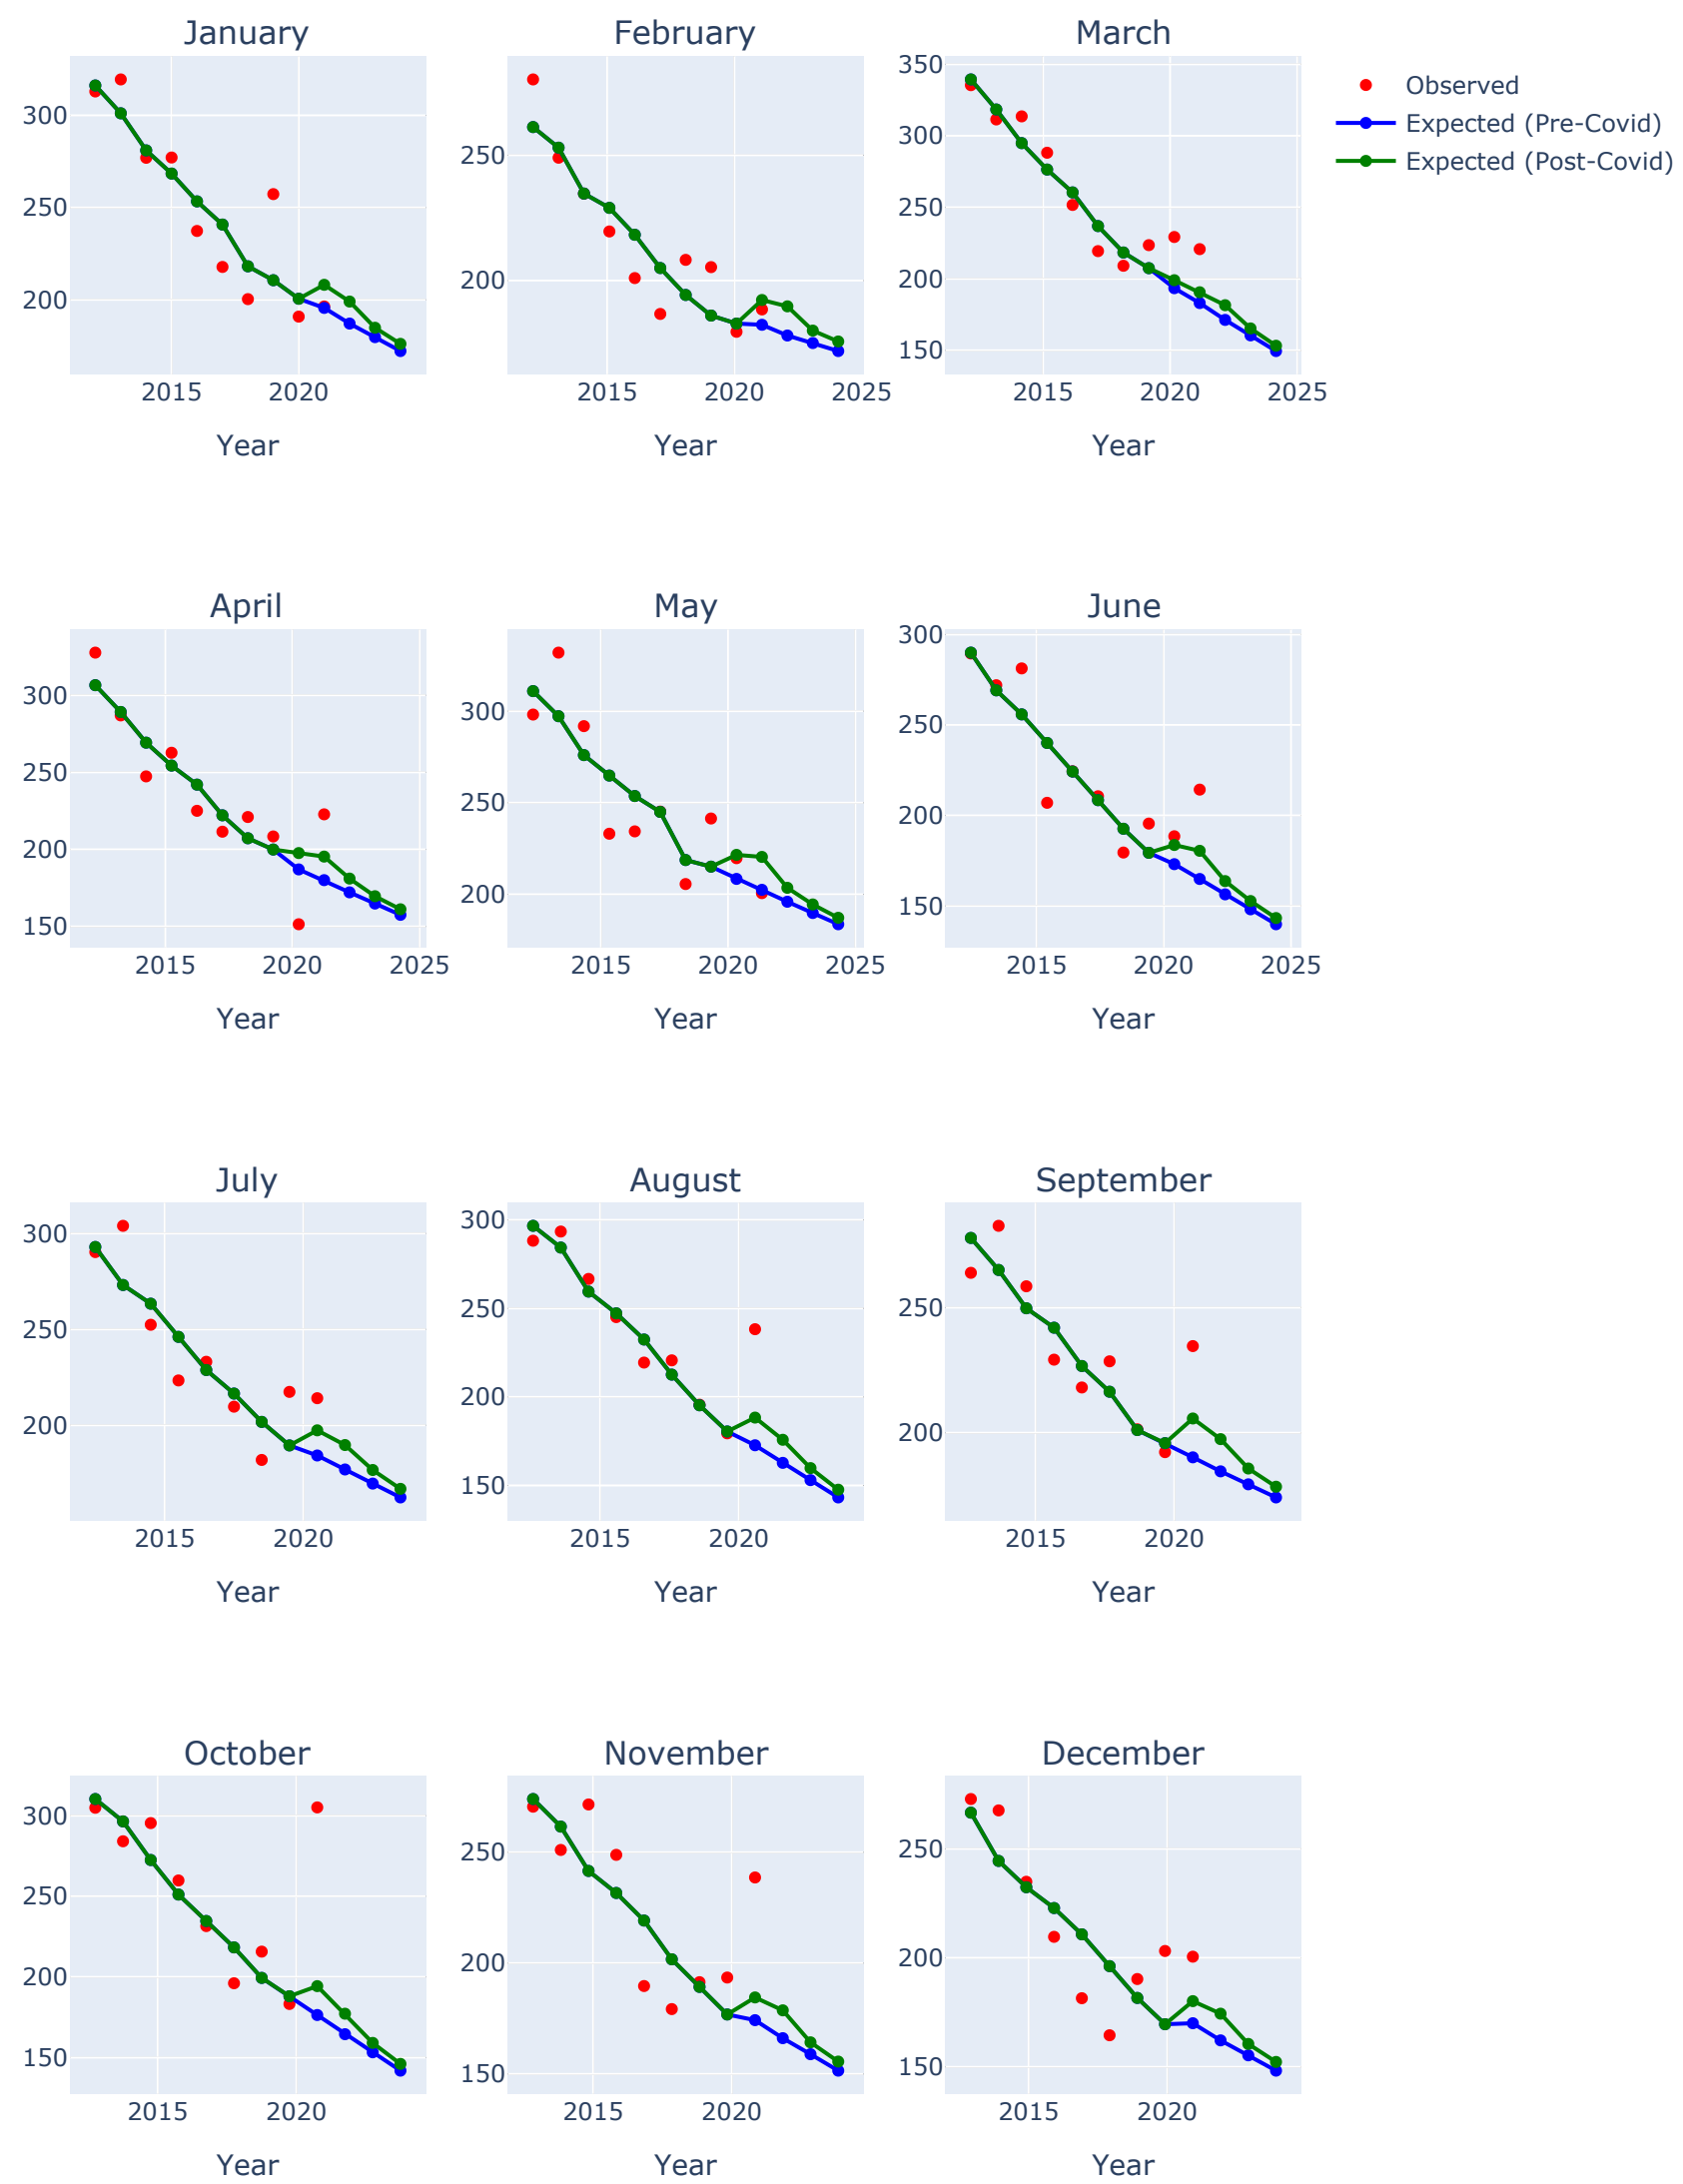 January
February
March
Observed
Expected (Pre-Covid)
Expected (Post-Covid)
300
250
200
2015 2020
Year
250
200
2015 2020 2025
Year
350
300
250
200
150
2015 2020 2025
Year
April
May
June
300
250
200
150
2015 2020 2025
Year
300
250
200
2015 2020 2025
Year
300
250
200
150
2015 2020 2025
Year
July
August
September
300
250
200
2015 2020
Year
300
250
200
150
2015 2020
Year
250
200
2015 2020
Year
October
November
December
300
250
200
150
2015 2020
Year
250
200
150
2015 2020
Year
250
200
150
2015 2020
Year